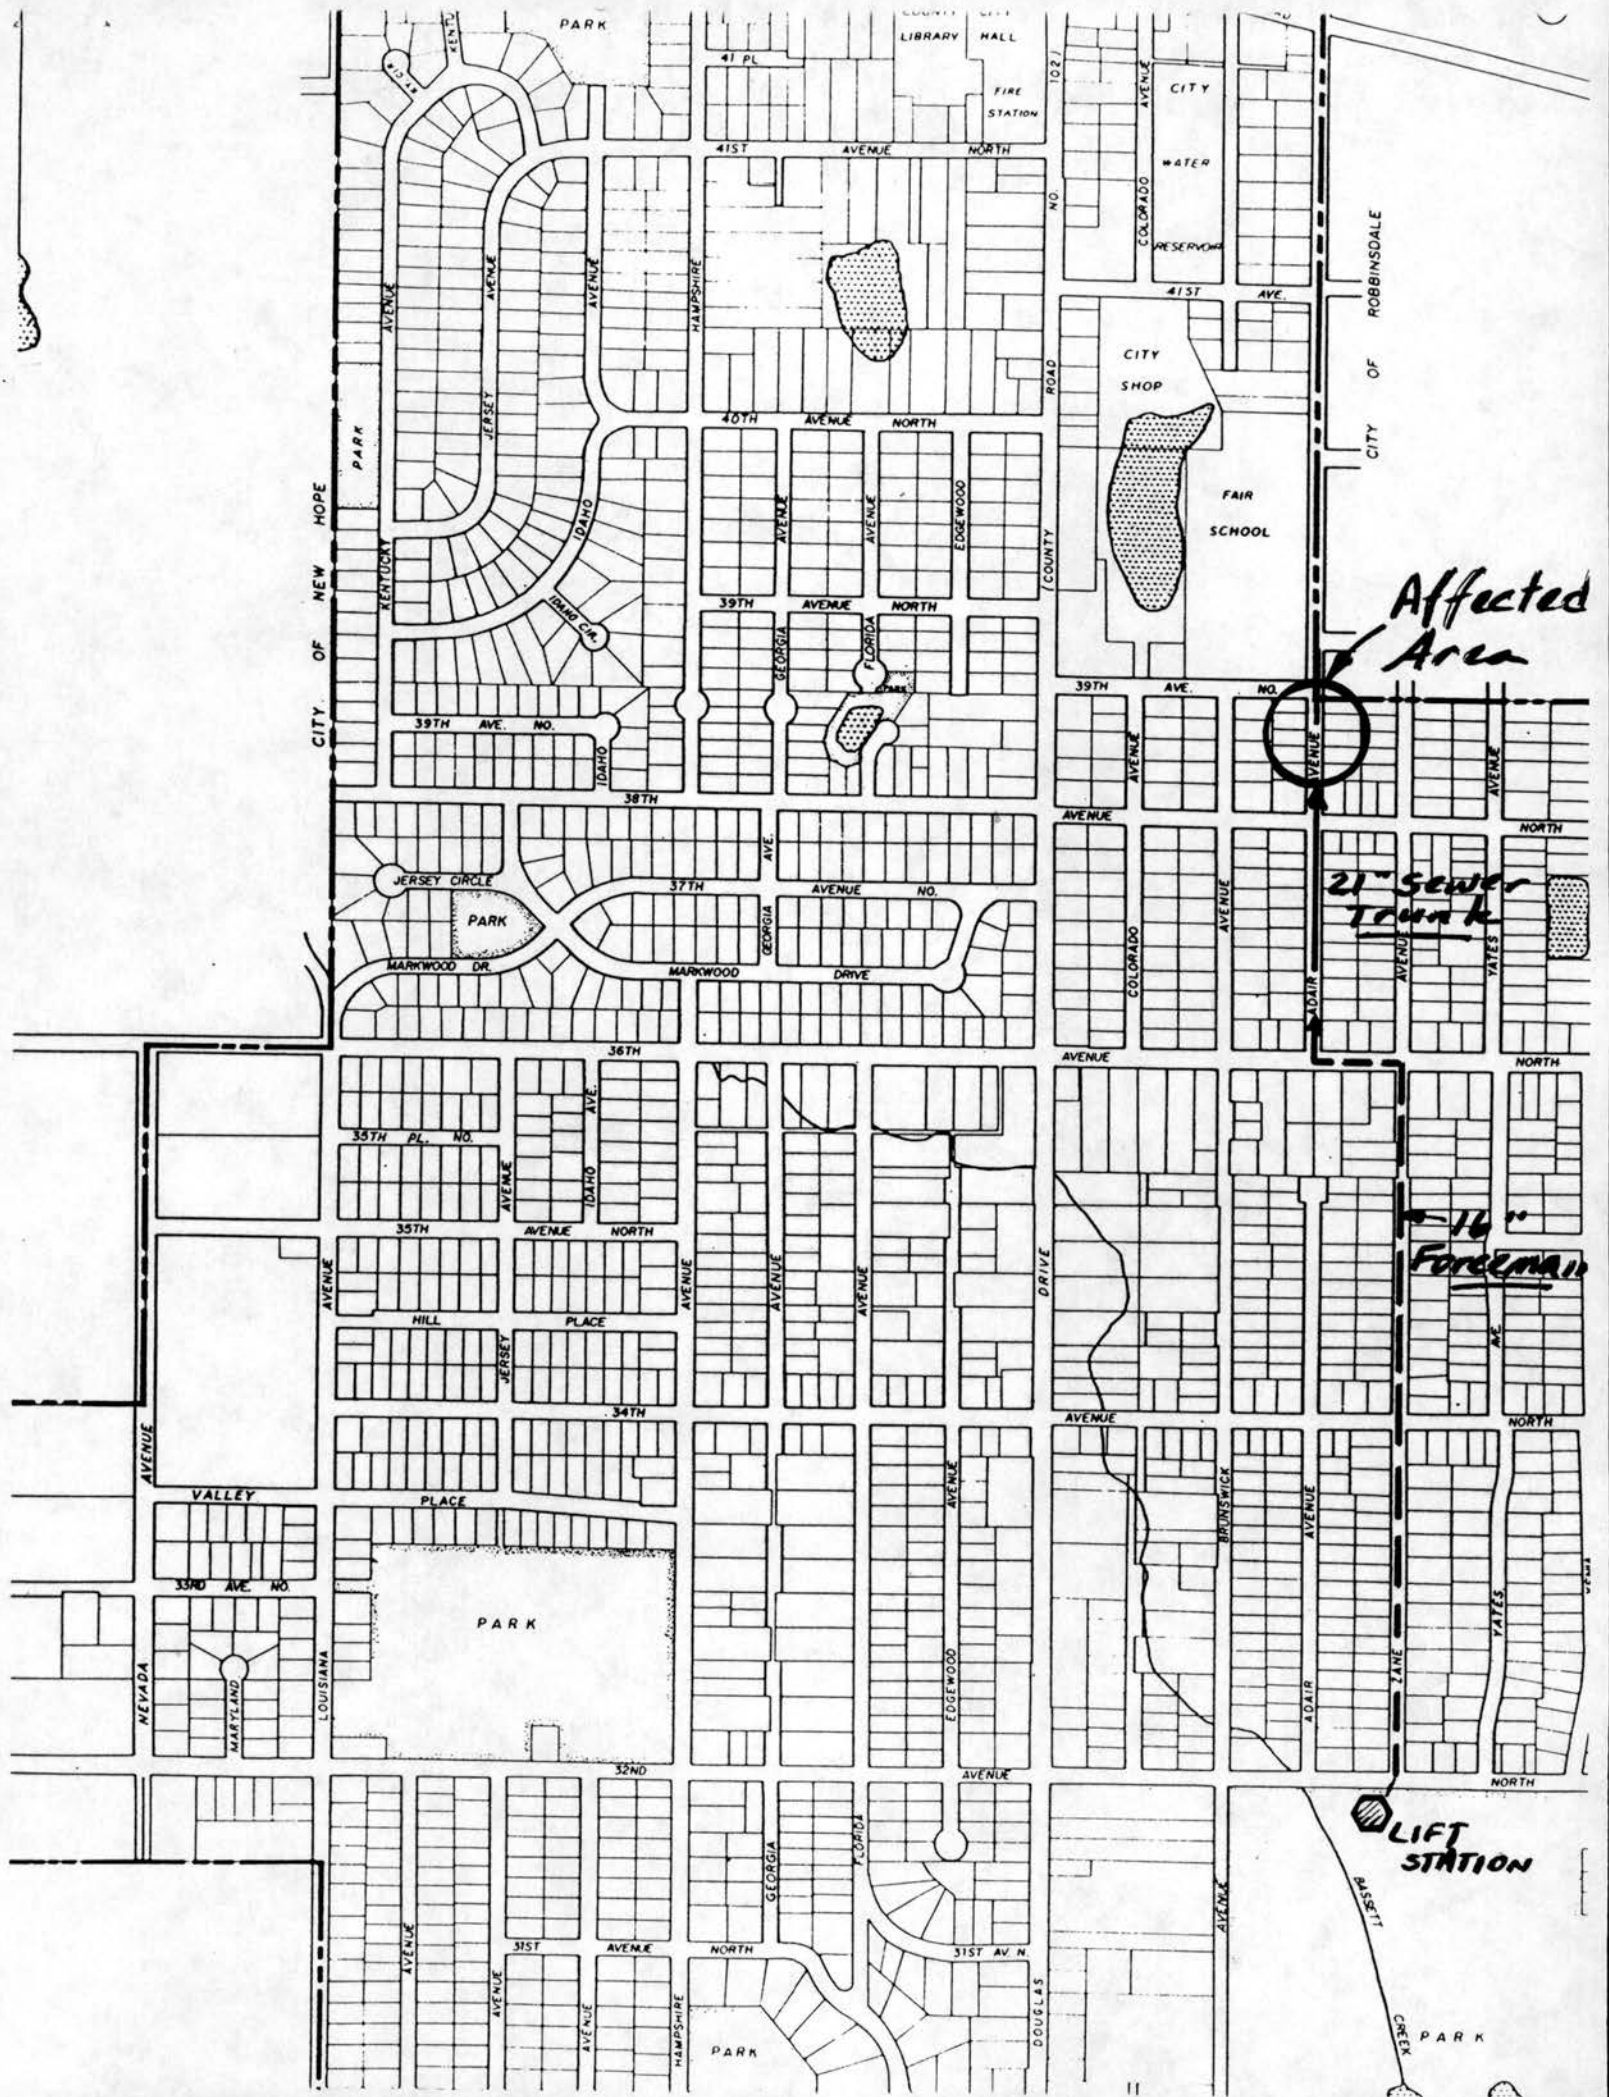 PARK
LIBRARY
HALL
41 PL
FIRE
STATION
1021
AVENUE
CITY
KY. CIR.
41ST AVENUE NORTH
WATER
NO.
COLORADO
RESERVOIR
CITY OF ROBBINSDALE
AVENUE
AVENUE
AVENUE
HAMPSHIRE
41ST AVE.
CITY
SHOP
ROAD
JERSEY
40TH AVENUE NORTH
PARK
IDAHO
AVENUE
AVENUE
EDGEWOOD
FAIR
SCHOOL
CITY OF NEW HOPE
KENTUCKY
(COUNTY
Affected
Area
39TH AVENUE NORTH
IDAHO CIR.
GEORGIA
FLORIDA
PARK
39TH AVE. NO.
39TH AVE. NO.
IDAHO
AVENUE
AVENUE
AVENUE
38TH
AVENUE
NORTH
AVE.
JERSEY CIRCLE
37TH AVENUE NO.
21" Sewer
Trunk
PARK
GEORGIA
AVENUE
COLORADO
AVENUE
YATES
MARKWOOD DR.
MARKWOOD DRIVE
ADAIR
36TH
AVENUE
NORTH
AVE.
35TH PL. NO.
AVENUE
IDAHO
35TH AVENUE NORTH
16"
Forcemain
AVENUE
AVENUE
AVENUE
AVENUE
DRIVE
HILL PLACE
JERSEY
AVE.
34TH
AVENUE
NORTH
AVENUE
VALLEY PLACE
AVENUE
BRUNSWICK
AVENUE
33RD AVE. NO.
PARK
YATES
NEVADA
MARYLAND
LOUISIANA
EDGEWOOD
ADAIR
ZANE
32ND
AVENUE
NORTH
LIFT
STATION
GEORGIA
FLORIDA
BASSETT
AVENUE
AVENUE
31ST AVENUE NORTH
31ST AV. N.
AVENUE
AVENUE
HAMPSHIRE
DOUGLAS
PARK
CREEK
PARK